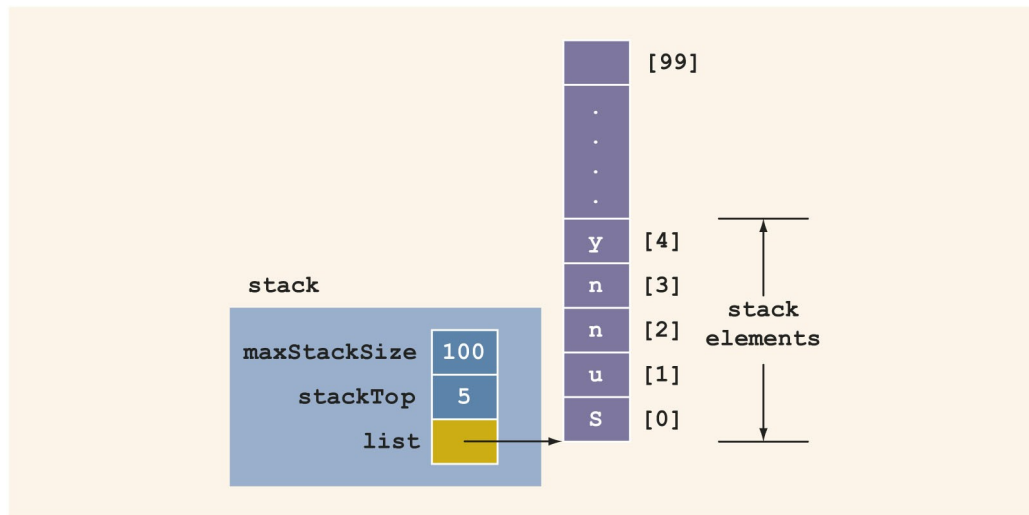 [99]
.
.
.
.
y [4]
n [3]
n [2]
u [1]
S [0]
stack
elements
stack
maxStackSize 100
stackTop 5
list